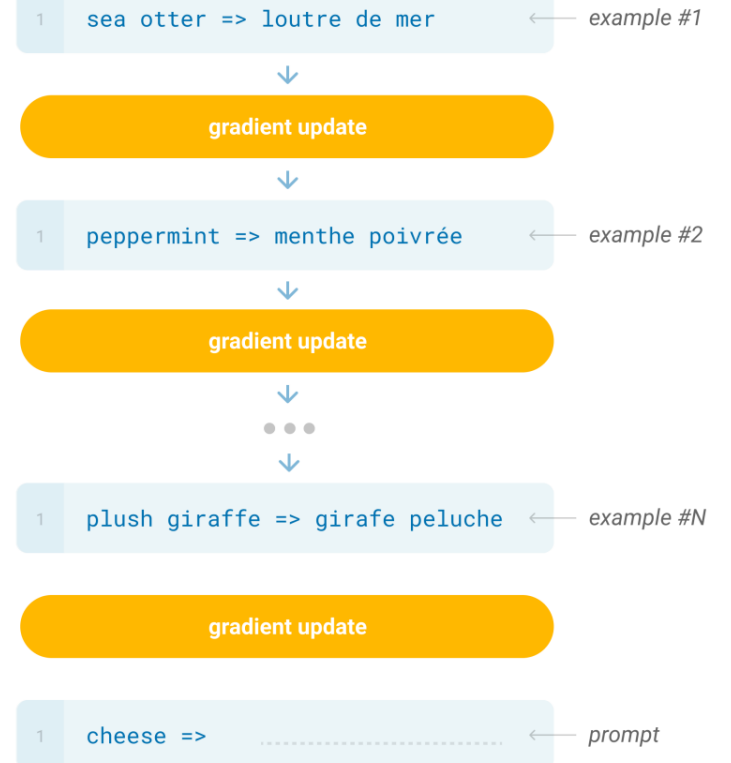 1 sea otter => loutre de mer example #1
gradient update
1 peppermint => menthe poivrée example #2
gradient update
1 plush giraffe => girafe peluche example #N
gradient update
1 cheese => prompt